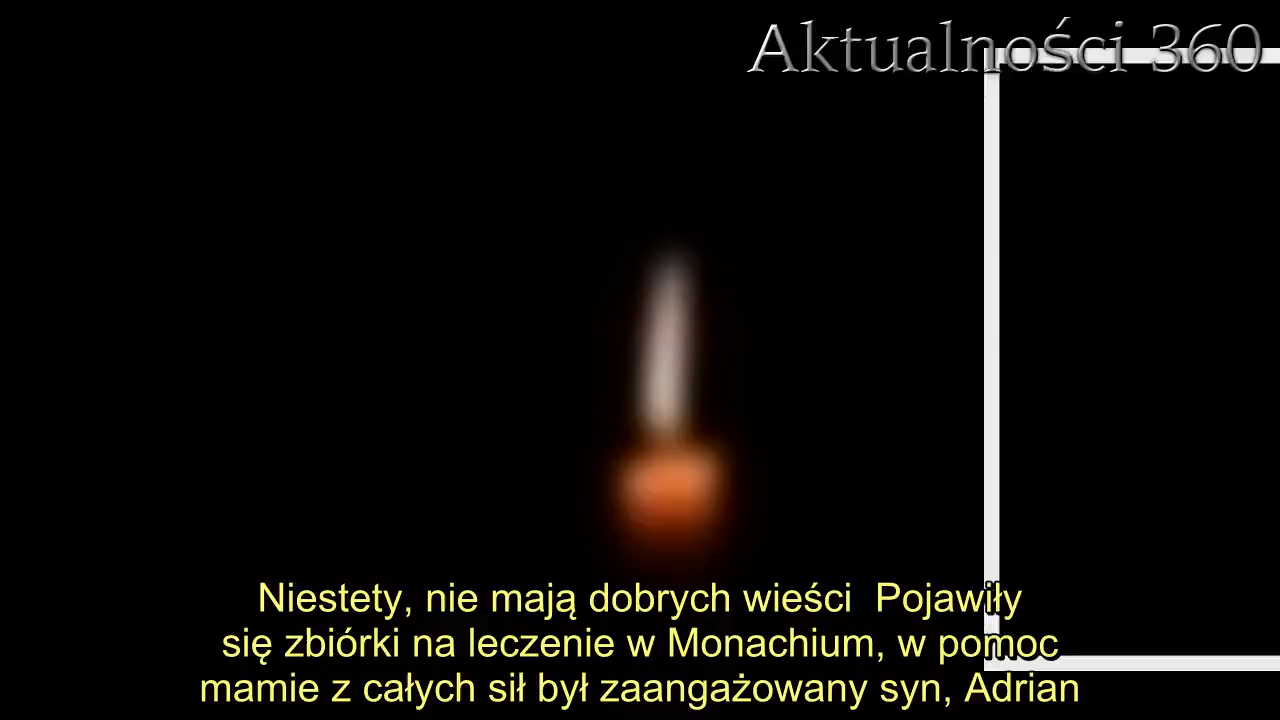 Aktualności 360
Niestety, nie mają dobrych wieści  Pojawiły
się zbiórki na leczenie w Monachium, w pomoc
mamie z całych sił był zaangażowany syn, Adrian